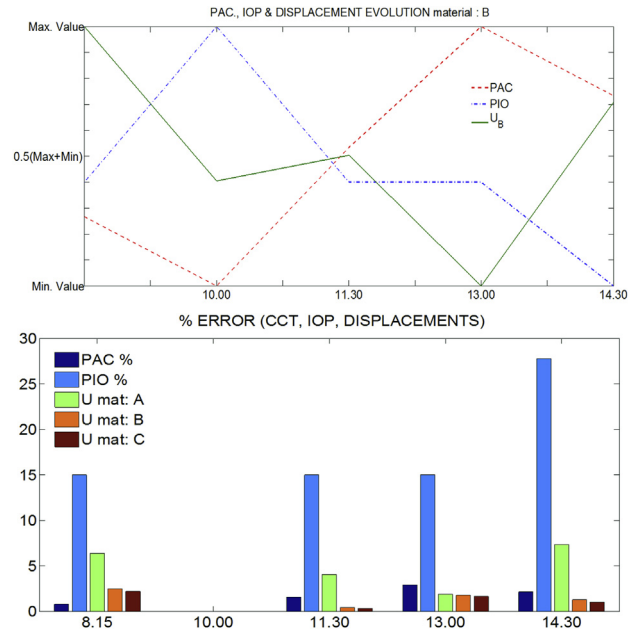 PAC., IOP & DISPLACEMENT EVOLUTION material : B
Max. Value
0.5(Max+Min)
Min. Value
PAC
PIO
U_B
10.00 11.30 13.00 14.30
% ERROR (CCT, IOP, DISPLACEMENTS)
30
25
20
15
10
5
0
PAC %
PIO %
U mat: A
U mat: B
U mat: C
8.15 10.00 11.30 13.00 14.30